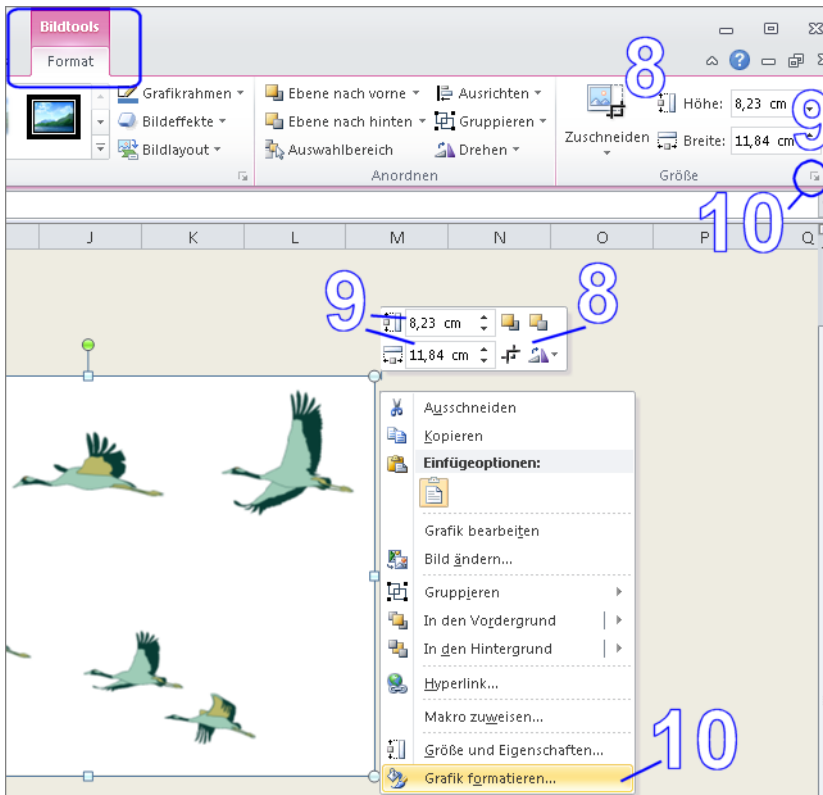 Bildtools
Format
8
Grafikrahmen
Ebene nach vorne
Ausrichten
Höhe: 8,23 cm
Bildeffekte
Ebene nach hinten
Gruppieren
9
Zuschneiden
Breite: 11,84 cm
Bildlayout
Auswahlbereich
Drehen
Anordnen
Größe
10
J K L M N O P Q
9
8,23 cm
8
11,84 cm
Ausschneiden
Kopieren
Einfügeoptionen:
Grafik bearbeiten
Bild ändern...
Gruppieren
In den Vordergrund
In den Hintergrund
Hyperlink...
Makro zuweisen...
Größe und Eigenschaften...
10
Grafik formatieren...